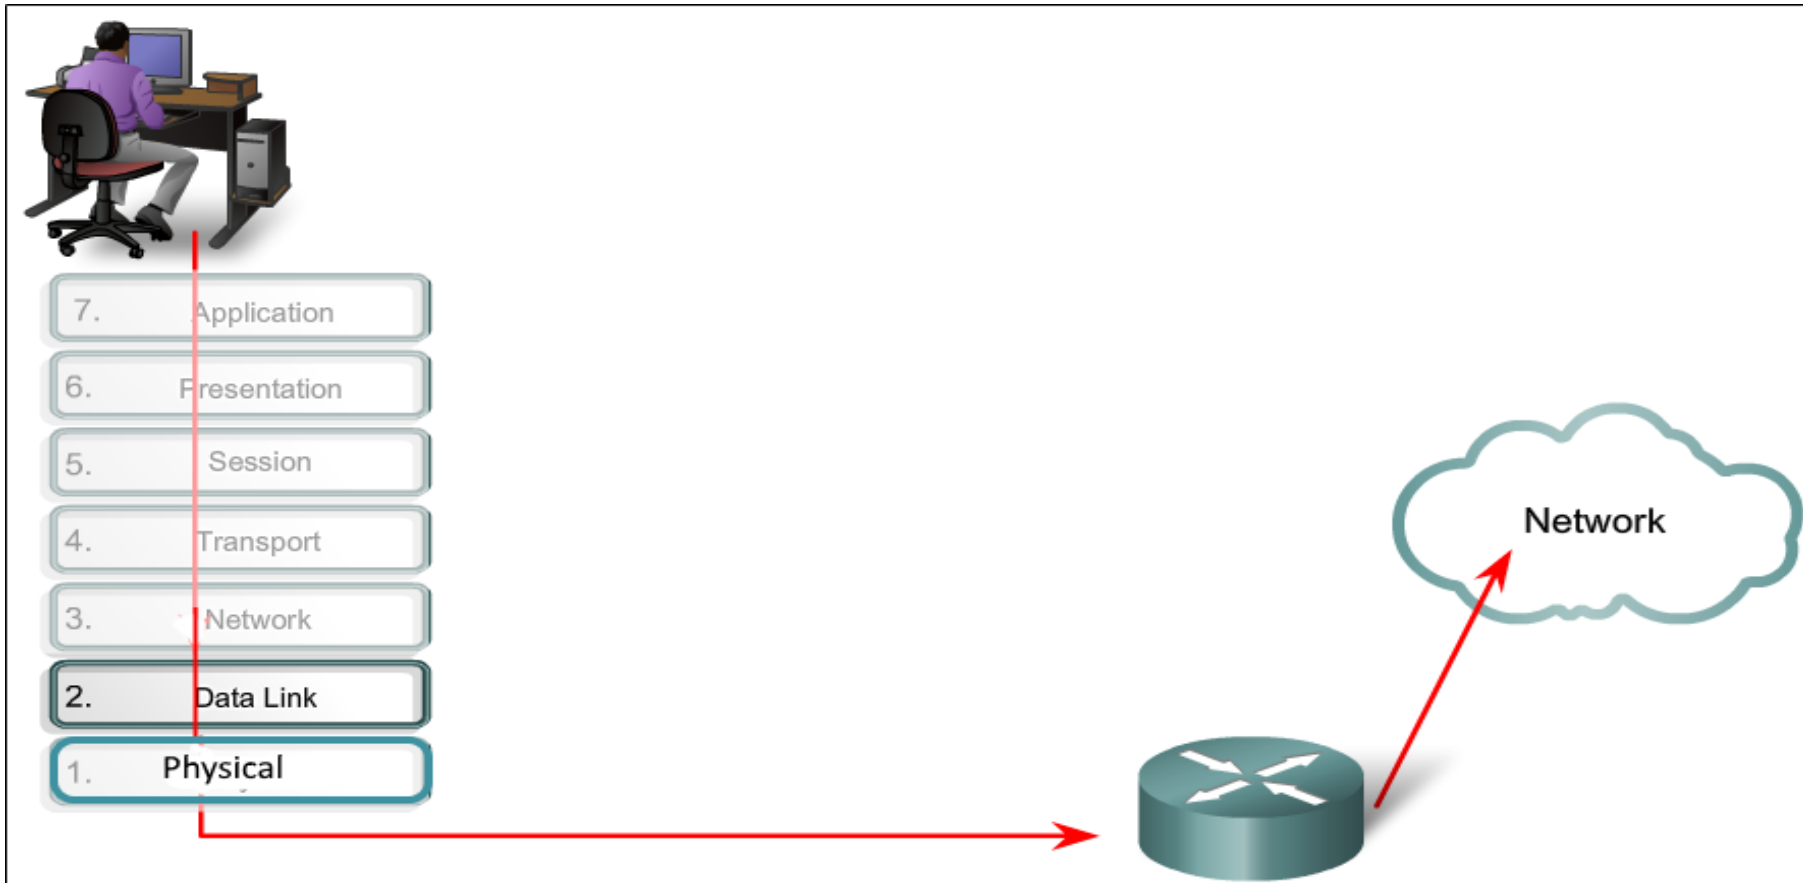 7. Application
6. Presentation
5. Session
4. Transport
3. Network
2. Data Link
1. Physical
Network